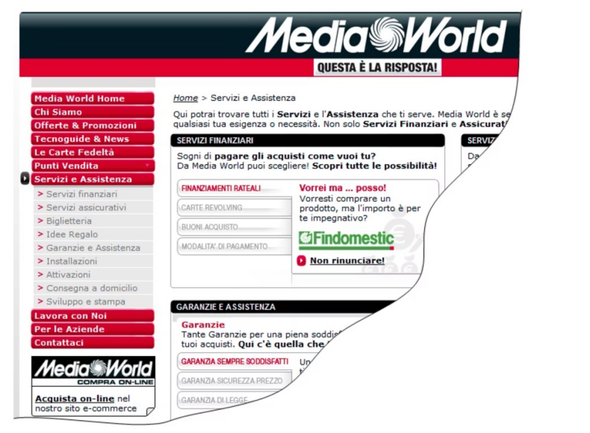 Media World
QUESTA È LA RISPOSTA!
Media World Home
Chi Siamo
Offerte & Promozioni
Tecnoguide & News
Le Carte Fedeltà
Punti Vendita
Servizi e Assistenza
> Servizi finanziari
> Servizi assicurativi
> Biglietteria
> Idee Regalo
> Garanzie e Assistenza
> Installazioni
> Attivazioni
> Consegna a domicilio
> Sviluppo e stampa
Lavora con Noi
Per le Aziende
Contattaci
Media World
COMPRA ON-LINE
Acquista on-line nel
nostro sito e-commerce
Home > Servizi e Assistenza
Qui potrai trovare tutti i Servizi e l'Assistenza che ti serve. Media World è se
qualsiasi tua esigenza o necessità. Non solo Servizi Finanziari e Assicurat
SERVIZI FINANZIARI
Sogni di pagare gli acquisti come vuoi tu?
Da Media World puoi scegliere! Scopri tutte le possibilità!
FINANZIAMENTI RATEALI
CARTE REVOLVING
BUONI ACQUISTO
MODALITA' DI PAGAMENTO
Vorrei ma ... posso!
Vorresti comprare un
prodotto, ma l'importo è per
te impegnativo?
Findomestic
Non rinunciare!
SERVIZ
Da
GARANZIE E ASSISTENZA
Garanzie
Tante Garanzie per una piena soddisf
tuoi acquisti. Qui c'è quella che
GARANZIA SEMPRE SODDISFATTI
GARANZIA SICUREZZA PREZZO
GARANZIA DI LEGGE
Un